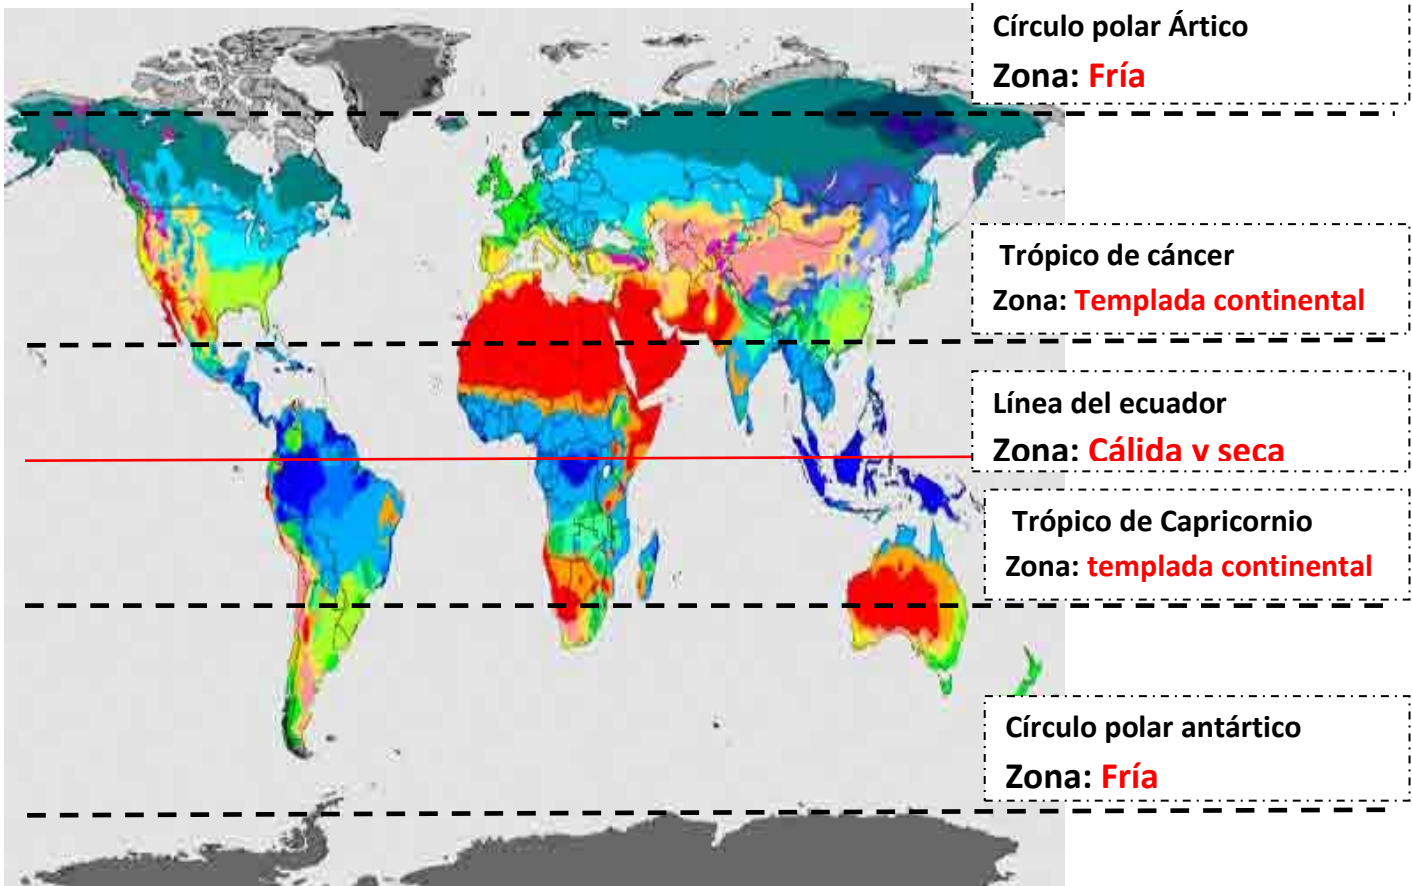 Círculo polar Ártico
Zona: Fría
Trópico de cáncer
Zona: Templada continental
Línea del ecuador
Zona: Cálida y seca
Trópico de Capricornio
Zona: templada continental
Círculo polar antártico
Zona: Fría